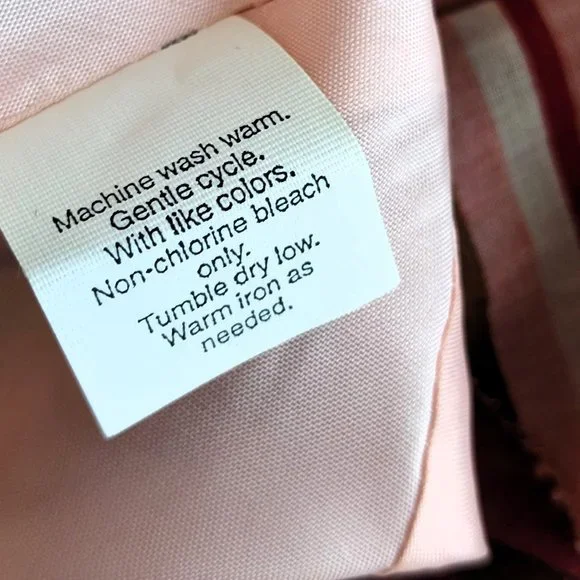 Machine wash warm.
Gentle cycle.
With like colors.
Non-chlorine bleach
only.
Tumble dry low.
Warm iron as
needed.